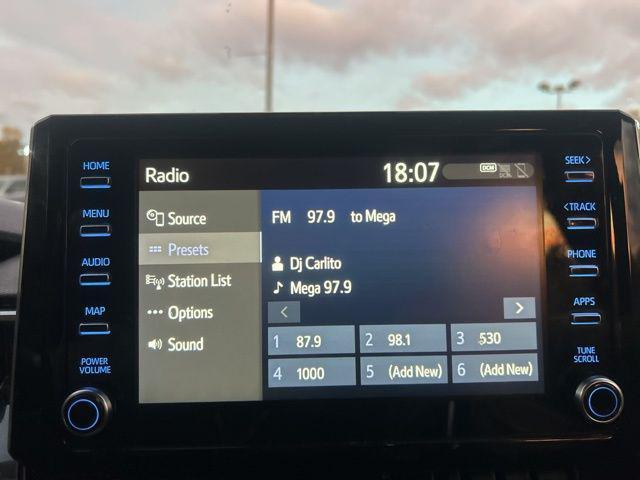 HOME
MENU
AUDIO
MAP
POWER
VOLUME
Radio
18:07
DCM
DCM
Source
Presets
Station List
Options
Sound
FM 97.9 to Mega
Dj Carlito
Mega 97.9
< >
1 87.9
2 98.1
3 530
4 1000
5 (Add New)
6 (Add New)
SEEK>
<TRACK
PHONE
APPS
TUNE
SCROLL